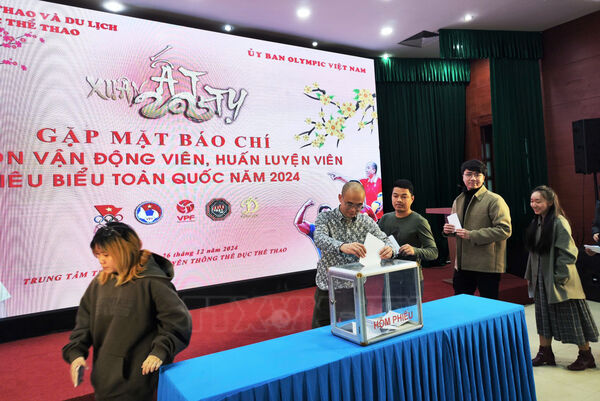 THAO VÀ DU LỊCH
THỂ THAO
ỦY BAN OLYMPIC VIỆT NAM
XUÂN ẤT TỴ
GẶP MẶT BÁO CHÍ
ỌN VẬN ĐỘNG VIÊN, HUẤN LUYỆN VIÊN
IÊU BIỂU TOÀN QUỐC NĂM 2024
VPF
16 tháng 12 2024
TRUNG TÂM T
YỀN THÔNG THỂ DỤC THỂ THAO
HÒM PHIẾU